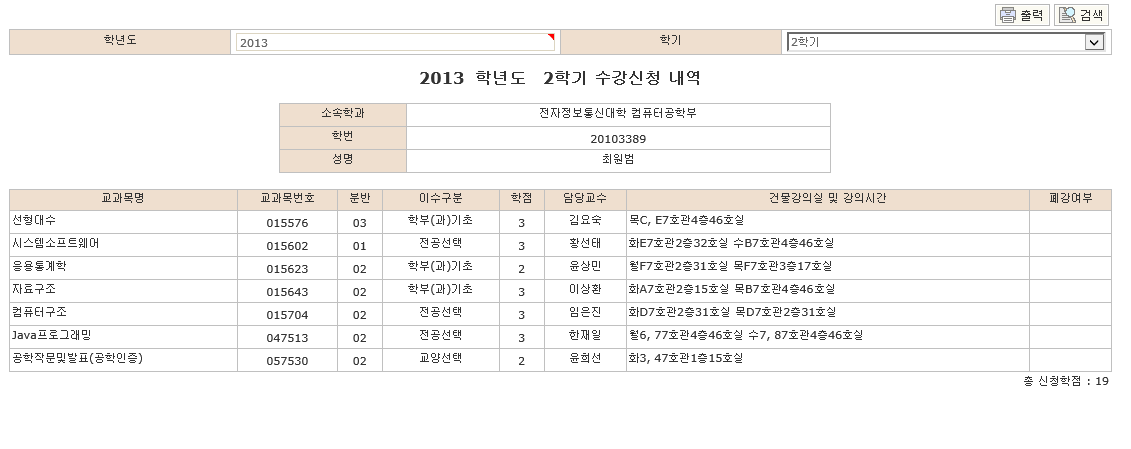 출력 검색
학년도 2013 학기 2학기
2013 학년도 2학기 수강신청 내역
소속학과 전자정보통신대학 컴퓨터공학부
학번 20103389
성명 최원범
교과목명 교과목번호 분반 이수구분 학점 담당교수 건물강의실 및 강의시간 폐강여부
선형대수 015576 03 학부(과)기초 3 김요숙 목C, E7호관4층46호실
시스템소프트웨어 015602 01 전공선택 3 황선태 화E7호관2층32호실 수B7호관4층46호실
응용통계학 015623 02 학부(과)기초 2 윤상민 월F7호관2층31호실 목F7호관3층17호실
자료구조 015643 02 학부(과)기초 3 이상환 화A7호관2층15호실 목B7호관4층46호실
컴퓨터구조 015704 02 전공선택 3 임은진 화D7호관2층31호실 목D7호관2층31호실
Java프로그래밍 047513 02 전공선택 3 한재일 월6, 77호관4층46호실 수7, 87호관4층46호실
공학작문및발표(공학인증) 057530 02 교양선택 2 윤희선 화3, 47호관1층15호실
총 신청학점 : 19